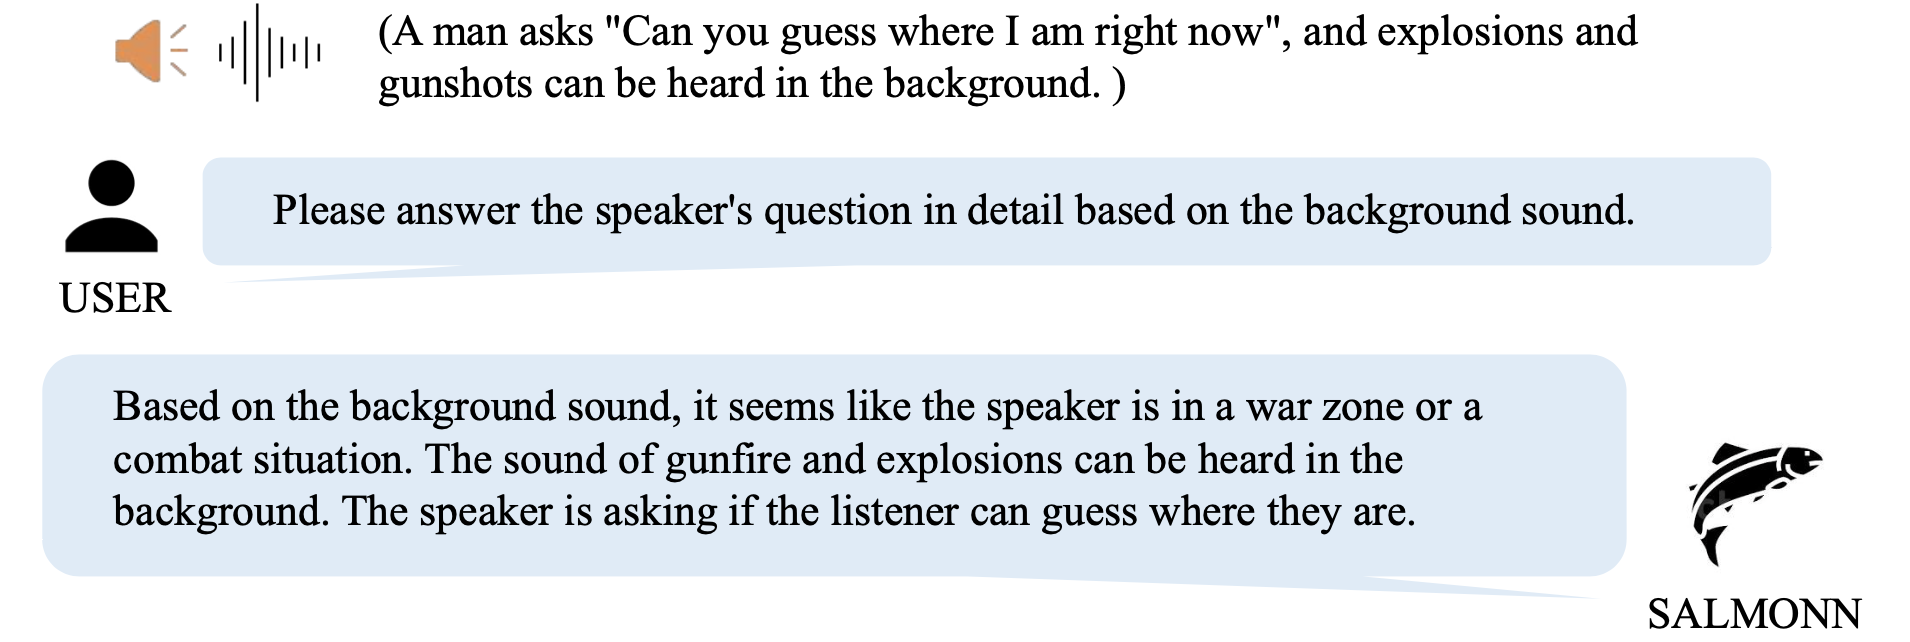 (A man asks "Can you guess where I am right now", and explosions and
gunshots can be heard in the background. )
Please answer the speaker's question in detail based on the background sound.
USER
Based on the background sound, it seems like the speaker is in a war zone or a
combat situation. The sound of gunfire and explosions can be heard in the
background. The speaker is asking if the listener can guess where they are.
SALMONN